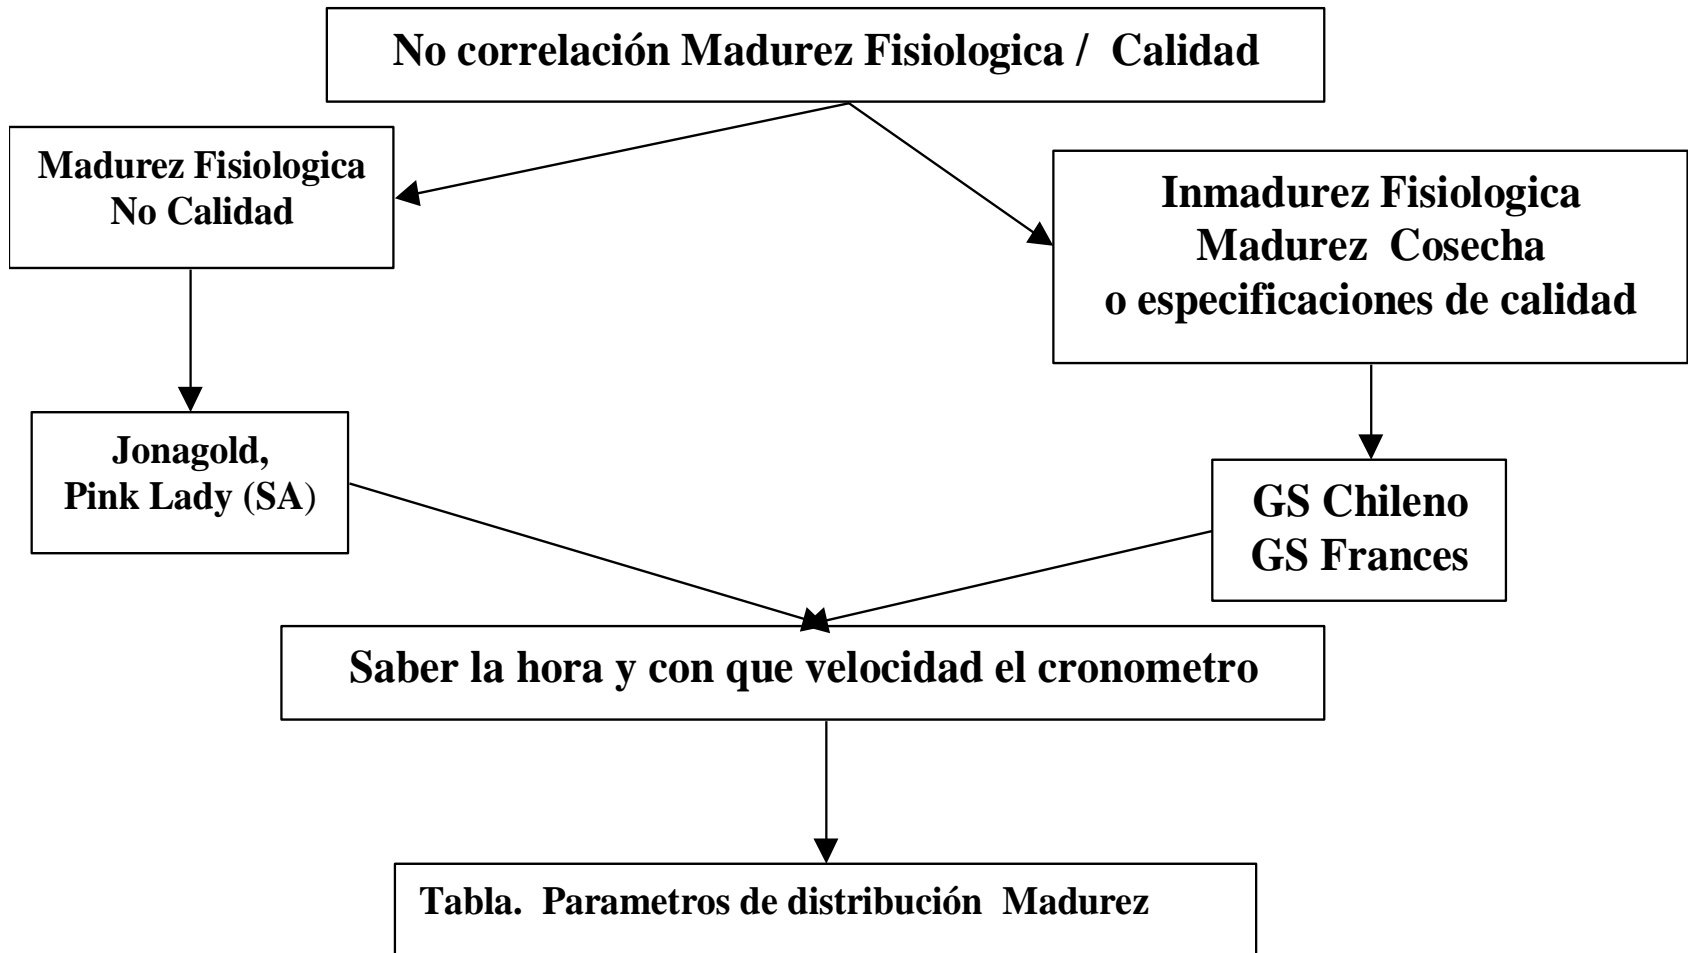 No correlación Madurez Fisiologica / Calidad
Madurez Fisiologica
No Calidad
Inmadurez Fisiologica
Madurez Cosecha
o especificaciones de calidad
Jonagold,
Pink Lady (SA)
GS Chileno
GS Frances
Saber la hora y con que velocidad el cronometro
Tabla. Parametros de distribución Madurez